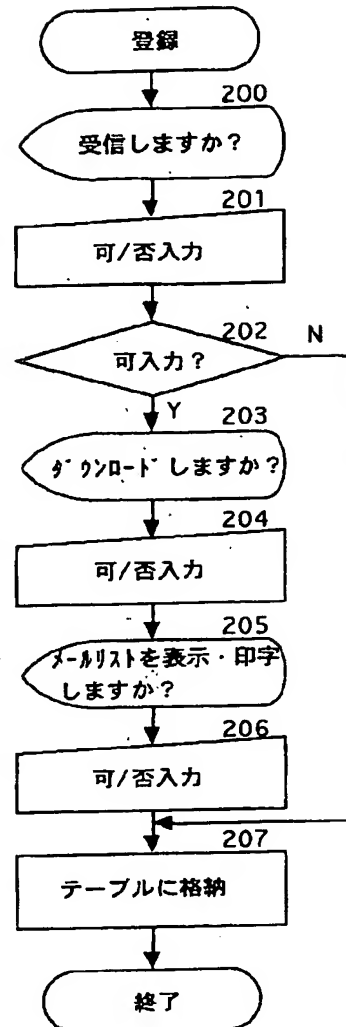 登録
200
受信しますか?
201
可/否入力
202
N
可入力?
Y
203
ﾀﾞｳﾝﾛｰﾄﾞしますか?
204
可/否入力
205
ﾒｰﾙﾘｽﾄを表示・印字
しますか?
206
可/否入力
207
テーブルに格納
終了